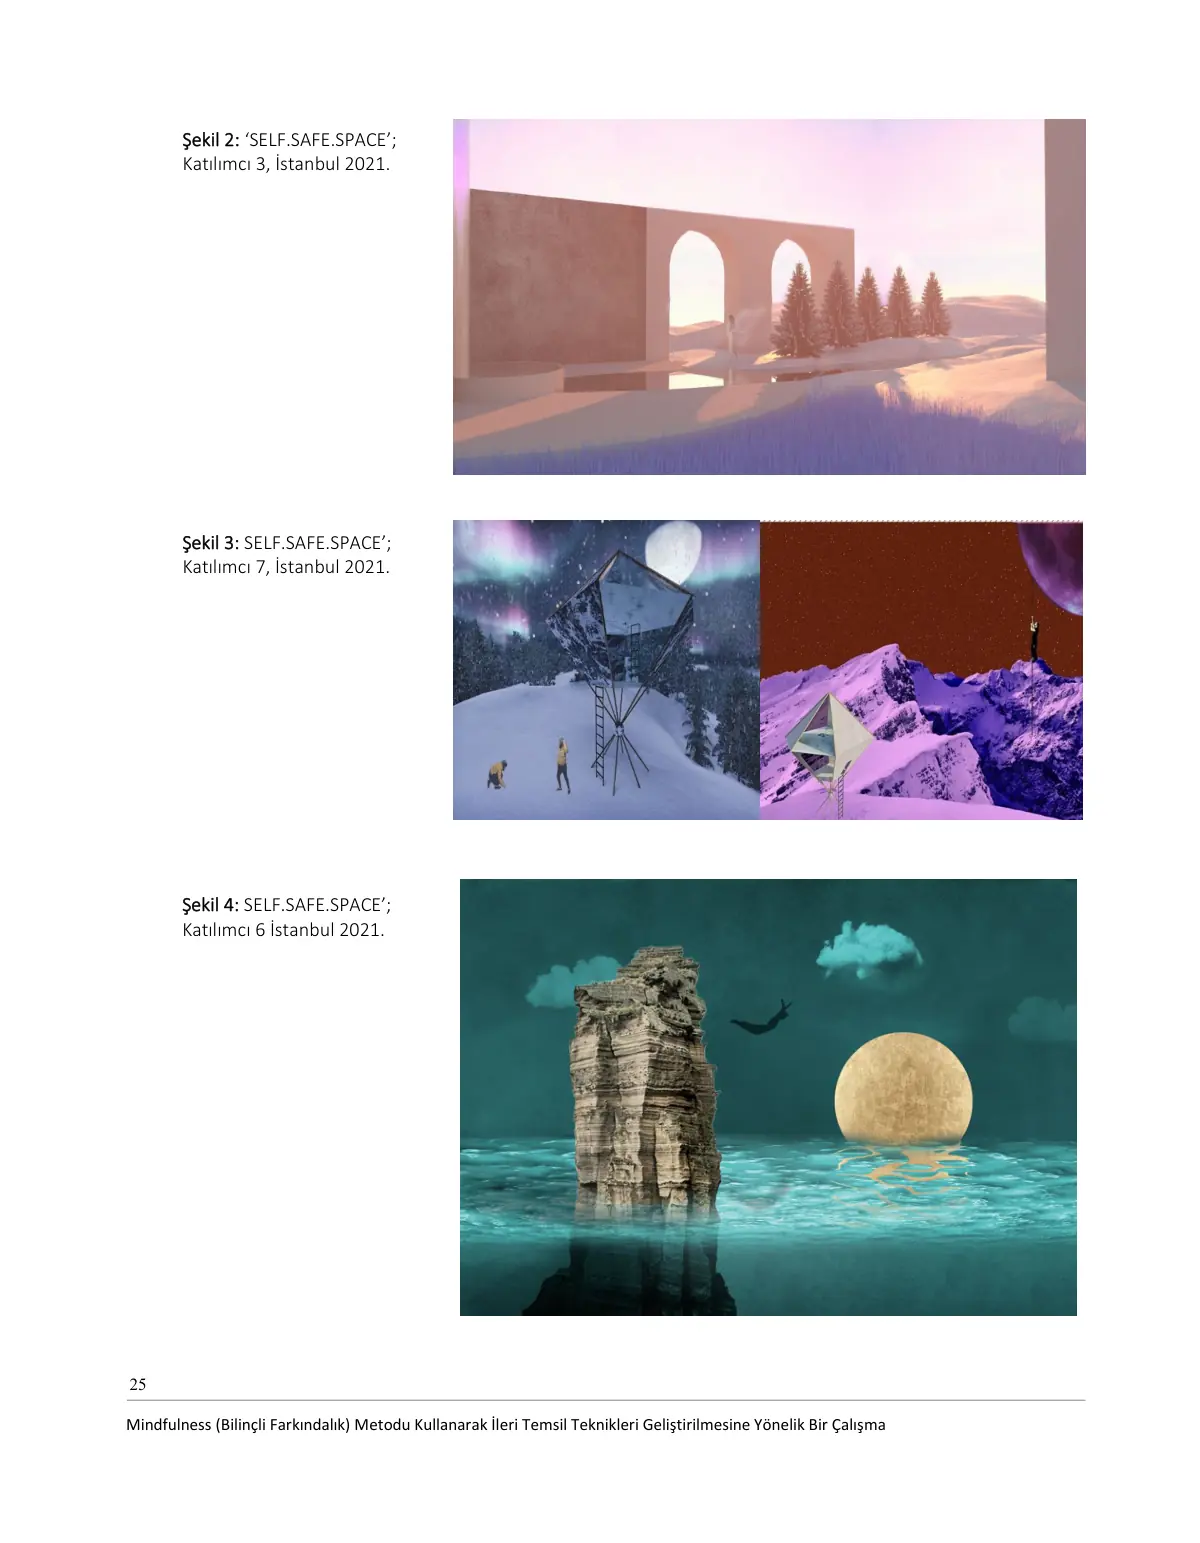 Şekil 2: ‘SELF.SAFE.SPACE’;
Katılımcı 3, İstanbul 2021.
Şekil 3: SELF.SAFE.SPACE’;
Katılımcı 7, İstanbul 2021.
Şekil 4: SELF.SAFE.SPACE’;
Katılımcı 6 İstanbul 2021.
25
Mindfulness (Bilinçli Farkındalık) Metodu Kullanarak İleri Temsil Teknikleri Geliştirilmesine Yönelik Bir Çalışma